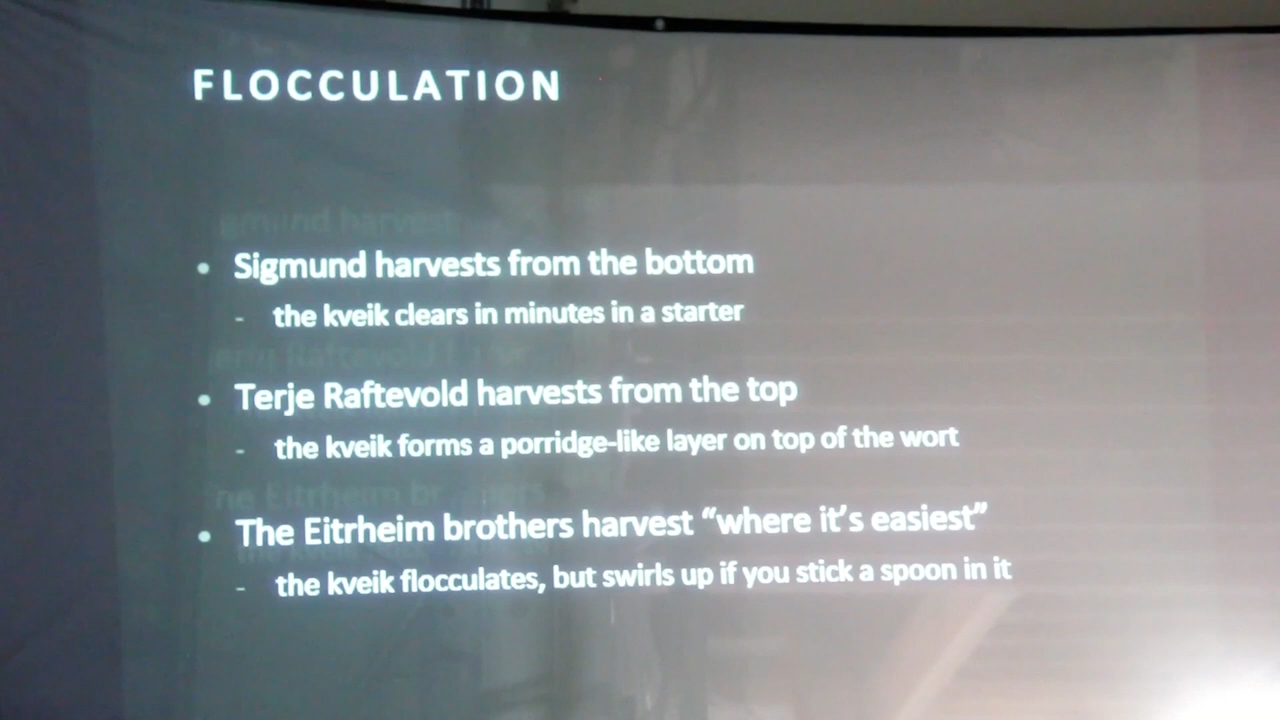 FLOCCULATION
• Sigmund harvests from the bottom
- the kveik clears in minutes in a starter
• Terje Raftevold harvests from the top
- the kveik forms a porridge-like layer on top of the wort
• The Eitrheim brothers harvest “where it’s easiest”
- the kveik flocculates, but swirls up if you stick a spoon in it